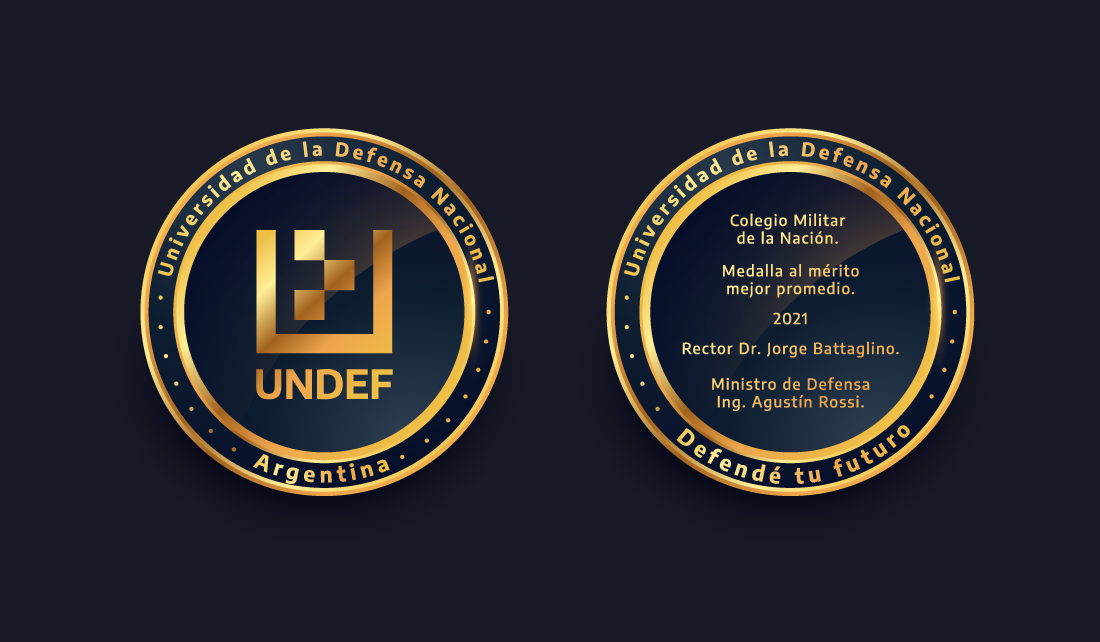 Universidad de la Defensa Nacional
UNDEF
Argentina
Universidad de la Defensa Nacional
Colegio Militar
de la Nación.
Medalla al mérito
mejor promedio.
2021
Rector Dr. Jorge Battaglino.
Ministro de Defensa
Ing. Agustín Rossi.
Defendé tu futuro